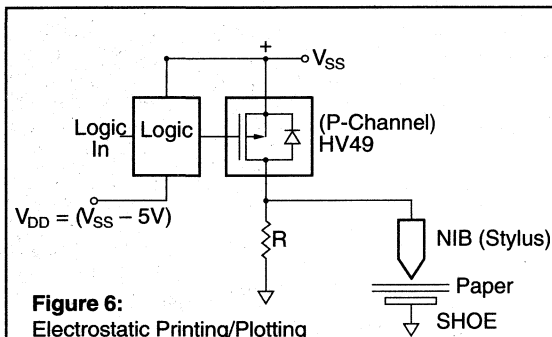 +
VSS
Logic
In
Logic
(P-Channel)
HV49
VDD = (VSS – 5V)
R
NIB (Stylus)
Paper
SHOE
Figure 6:
Electrostatic Printing/Plotting